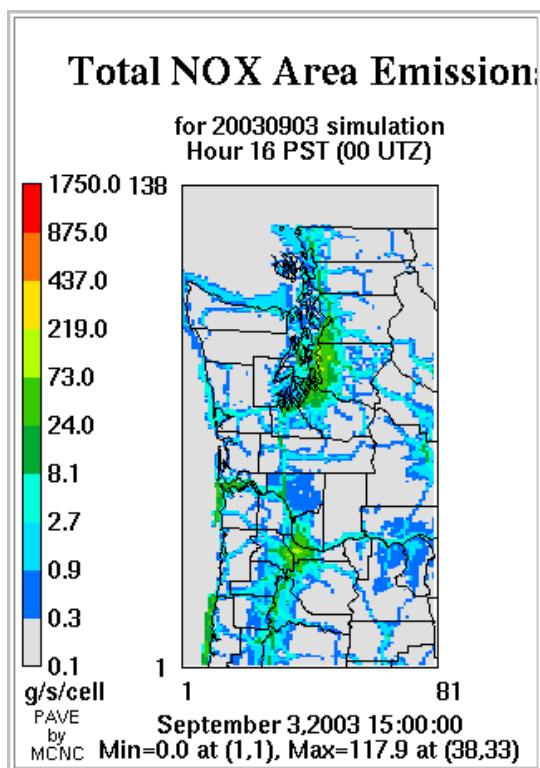 Total NOX Area Emission
for 20030903 simulation
Hour 16 PST (00 UTZ)
1750.0
875.0
437.0
219.0
73.0
24.0
8.1
2.7
0.9
0.3
0.1
g/s/cell
138
1
1
81
PAVE
by
MCNC
September 3,2003 15:00:00
Min=0.0 at (1,1), Max=117.9 at (38,33)